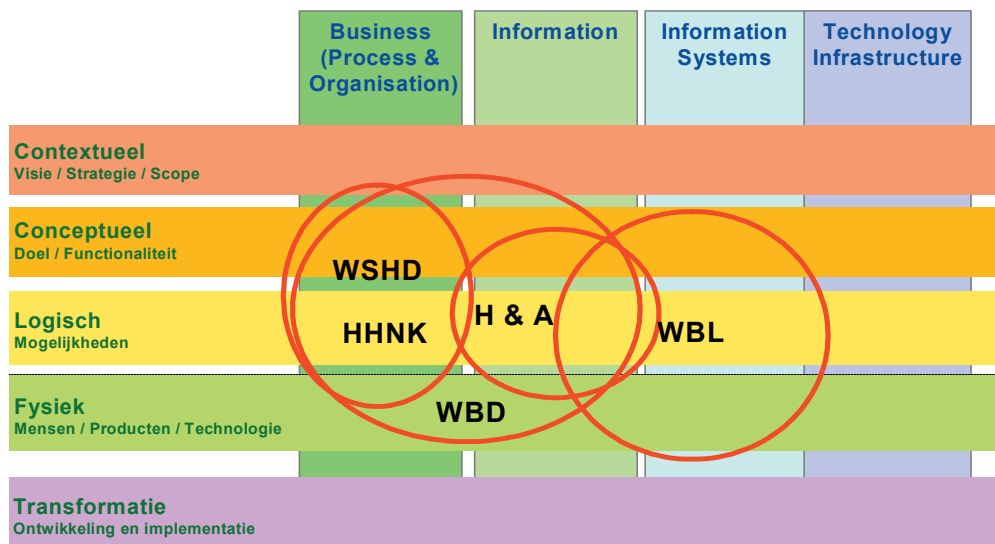 Business
(Process &
Organisation)
Information
Information
Systems
Technology
Infrastructure
Contextueel
Visie / Strategie / Scope
Conceptueel
Doel / Functionaliteit
WSHD
Logisch
Mogelijkheden
HHNK
H & A
WBL
Fysiek
Mensen / Producten / Technologie
WBD
Transformatie
Ontwikkeling en implementatie